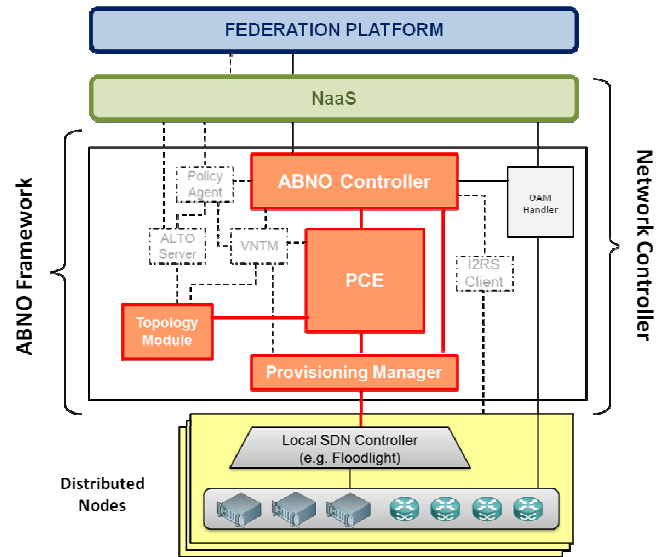 FEDERATION PLATFORM
NaaS
ABNO Framework
Network Controller
Policy
Agent
ABNO Controller
OAM
Handler
ALTO
Server
VNTM
PCE
I2RS
Client
Topology
Module
Provisioning Manager
Local SDN Controller
(e.g. Floodlight)
Distributed
Nodes